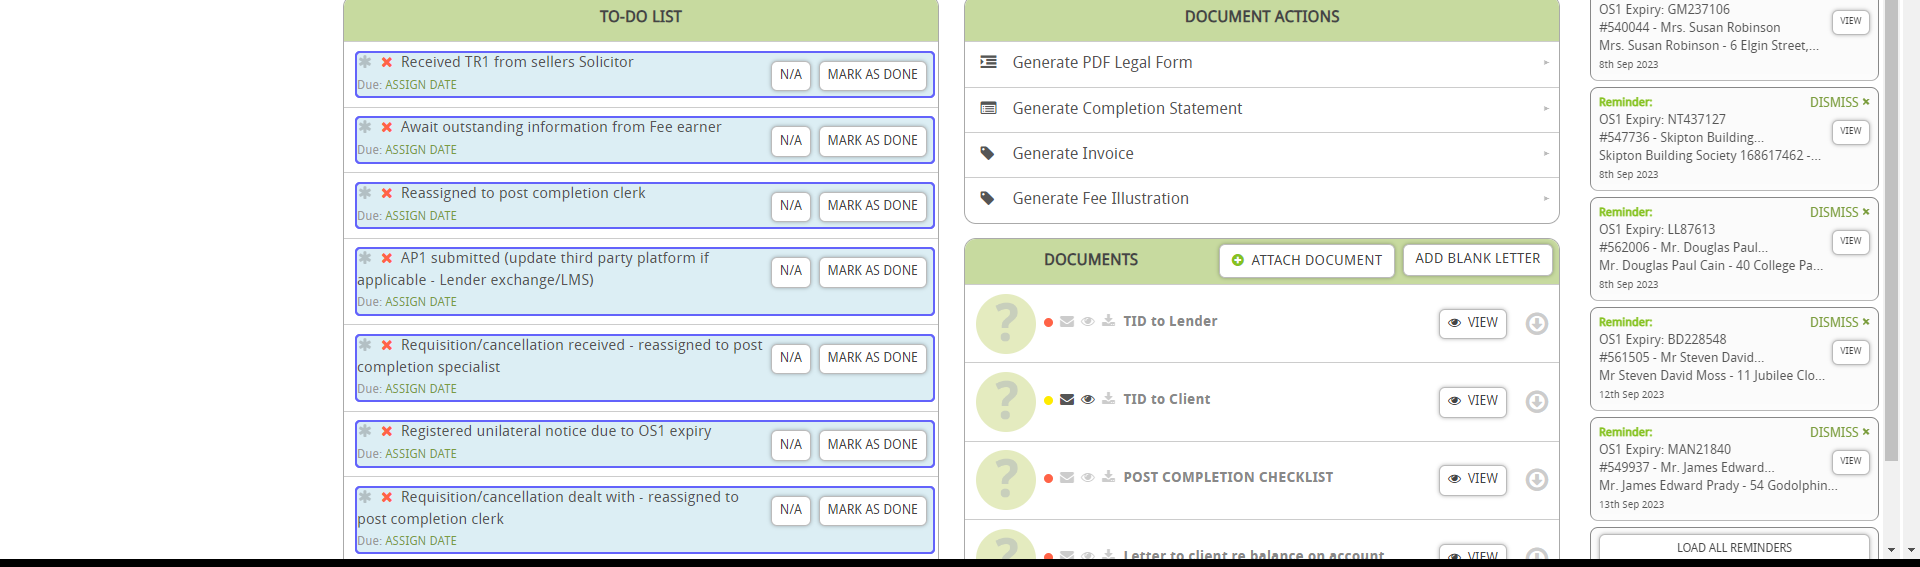 TO-DO LIST
Received TR1 from sellers Solicitor
Due: ASSIGN DATE
N/A
MARK AS DONE
Await outstanding information from Fee earner
Due: ASSIGN DATE
N/A
MARK AS DONE
Reassigned to post completion clerk
Due: ASSIGN DATE
N/A
MARK AS DONE
AP1 submitted (update third party platform if
applicable - Lender exchange/LMS)
Due: ASSIGN DATE
N/A
MARK AS DONE
Requisition/cancellation received - reassigned to post
completion specialist
Due: ASSIGN DATE
N/A
MARK AS DONE
Registered unilateral notice due to OS1 expiry
Due: ASSIGN DATE
N/A
MARK AS DONE
Requisition/cancellation dealt with - reassigned to
post completion clerk
Due: ASSIGN DATE
N/A
MARK AS DONE
DOCUMENT ACTIONS
Generate PDF Legal Form
Generate Completion Statement
Generate Invoice
Generate Fee Illustration
DOCUMENTS
ATTACH DOCUMENT
ADD BLANK LETTER
TID to Lender
VIEW
TID to Client
VIEW
POST COMPLETION CHECKLIST
VIEW
Letter to client re balance on account
VIEW
OS1 Expiry: GM237106
#540044 - Mrs. Susan Robinson
Mrs. Susan Robinson - 6 Elgin Street,...
8th Sep 2023
VIEW
Reminder:
DISMISS ×
OS1 Expiry: NT437127
#547736 - Skipton Building...
Skipton Building Society 168617462 -...
8th Sep 2023
VIEW
Reminder:
DISMISS ×
OS1 Expiry: LL87613
#562006 - Mr. Douglas Paul...
Mr. Douglas Paul Cain - 40 College Pa...
8th Sep 2023
VIEW
Reminder:
DISMISS ×
OS1 Expiry: BD228548
#561505 - Mr Steven David...
Mr Steven David Moss - 11 Jubilee Clo...
12th Sep 2023
VIEW
Reminder:
DISMISS ×
OS1 Expiry: MAN21840
#549937 - Mr. James Edward...
Mr. James Edward Prady - 54 Godolphin...
13th Sep 2023
VIEW
LOAD ALL REMINDERS